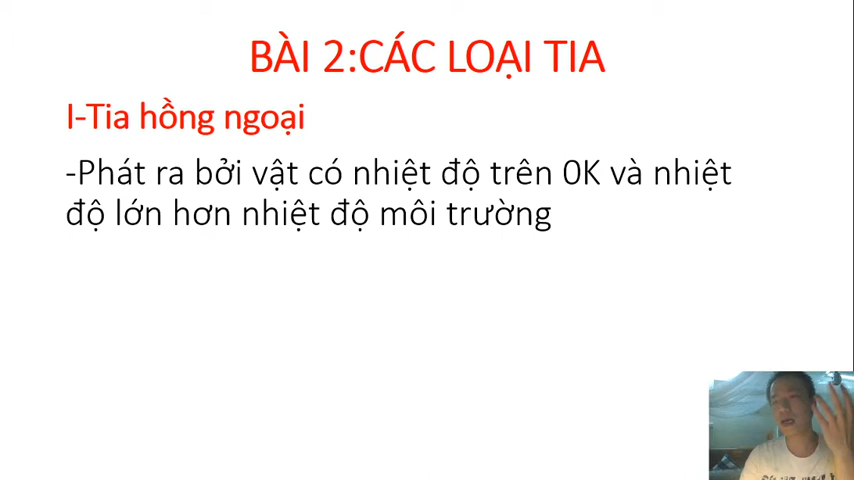 BÀI 2:CÁC LOẠI TIA
I-Tia hồng ngoại
-Phát ra bởi vật có nhiệt độ trên 0K và nhiệt
độ lớn hơn nhiệt độ môi trường